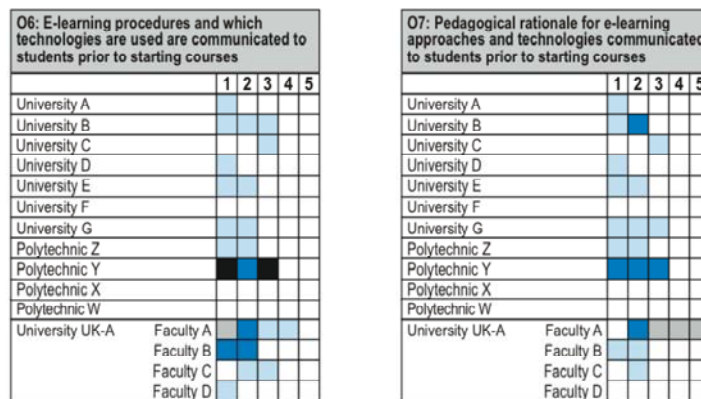 O6: E-learning procedures and which
technologies are used are communicated to
students prior to starting courses
1 2 3 4 5
University A
University B
University C
University D
University E
University F
University G
Polytechnic Z
Polytechnic Y
Polytechnic X
Polytechnic W
University UK-A Faculty A
Faculty B
Faculty C
Faculty D
O7: Pedagogical rationale for e-learning
approaches and technologies communicated
to students prior to starting courses
1 2 3 4 5
University A
University B
University C
University D
University E
University F
University G
Polytechnic Z
Polytechnic Y
Polytechnic X
Polytechnic W
University UK-A Faculty A
Faculty B
Faculty C
Faculty D